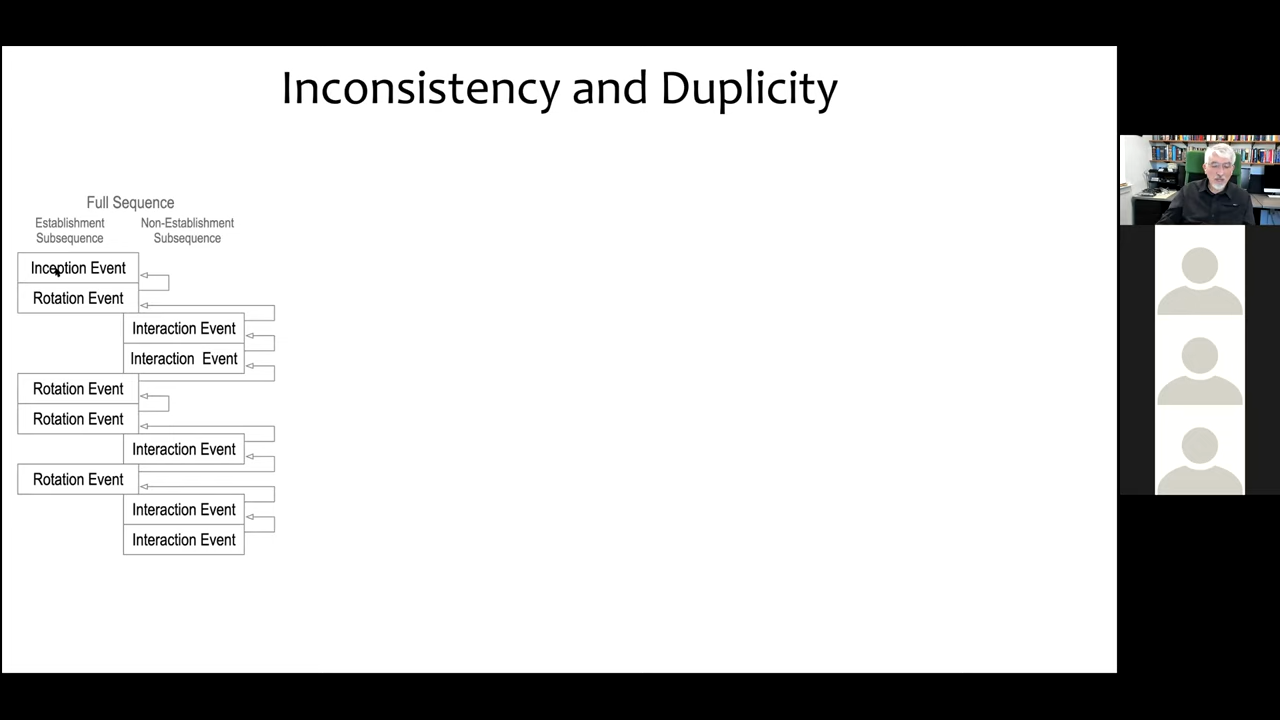 Inconsistency and Duplicity
Full Sequence
Establishment Subsequence
Non-Establishment Subsequence
Inception Event
Rotation Event
Interaction Event
Interaction Event
Rotation Event
Rotation Event
Interaction Event
Rotation Event
Interaction Event
Interaction Event